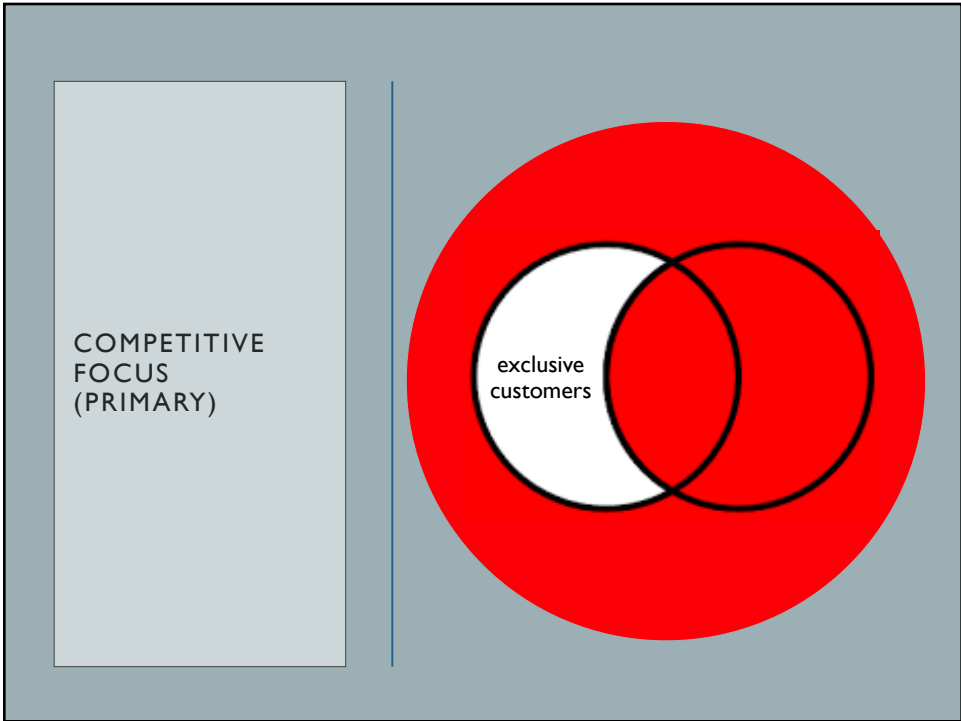 COMPETITIVE
FOCUS
(PRIMARY)
exclusive
customers